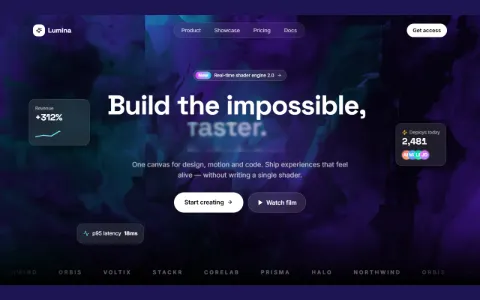 Lumina
Product
Showcase
Pricing
Docs
Get access
Real-time shader engine 2.0 →
Revenue
+312%
Build the impossible,
faster.
Deploys today
2,481
One canvas for design, motion and code. Ship experiences that feel
alive — without writing a single shader.
Start creating →
Watch film
p95 latency 18ms
ORBIS
VOLTIX
STACKR
CORELAB
PRISMA
HALO
NORTHWIND
ORBIS